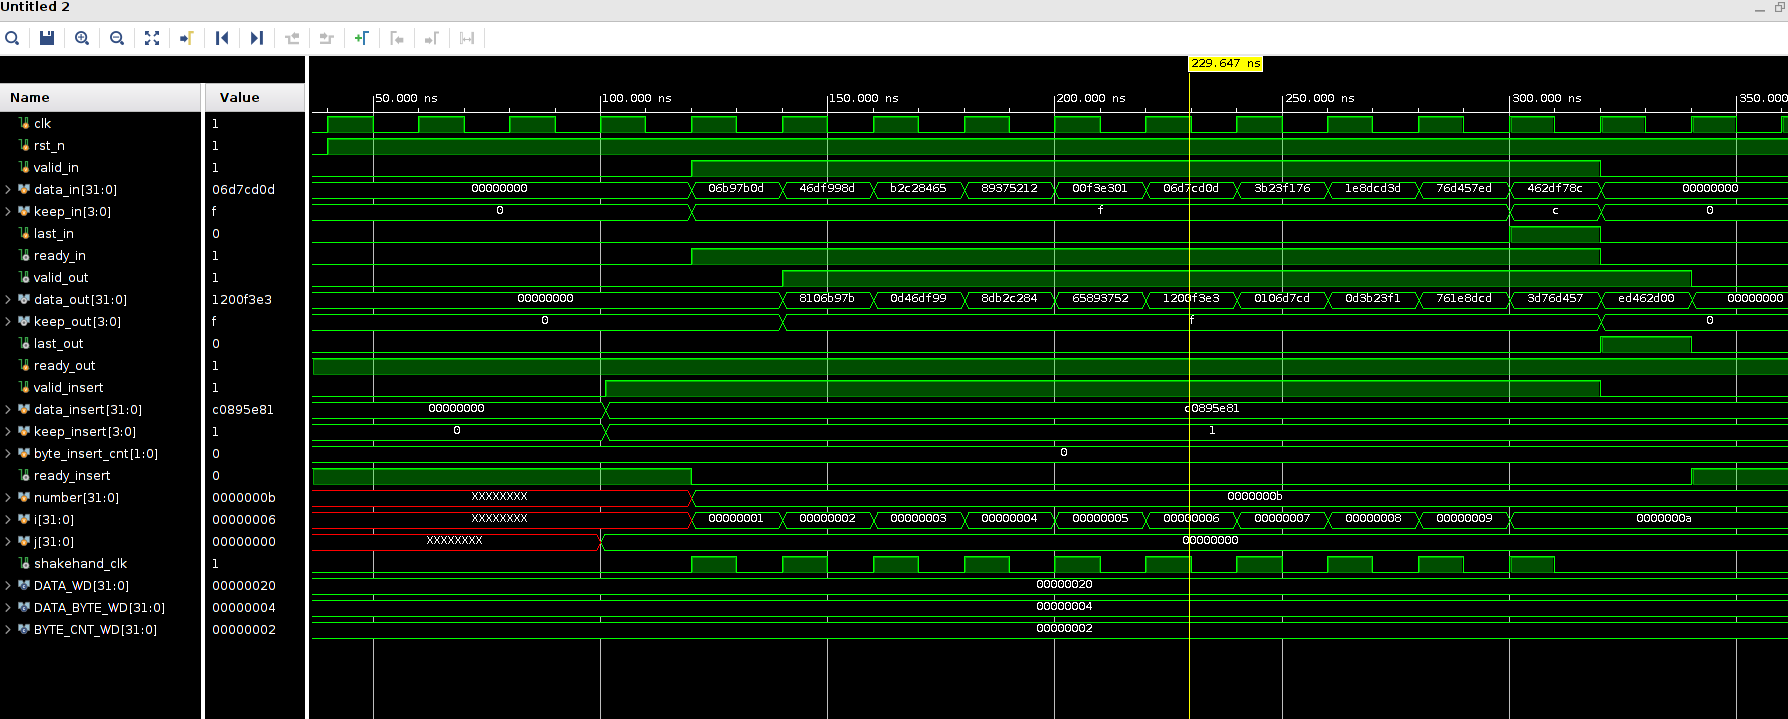 Untitled 2
229.647 ns
Name Value 50.000 ns 100.000 ns 150.000 ns 200.000 ns 250.000 ns 300.000 ns 350.000
clk 1
rst_n 1
valid_in 1
data_in[31:0] 06d7cd0d 00000000 06b97b0d 46df998d b2c28465 89375212 00f3e301 06d7cd0d 3b23f176 1e8dcd3d 76d457ed 462df78c 00000000
keep_in[3:0] f 0 f c 0
last_in 0
ready_in 1
valid_out 1
data_out[31:0] 1200f3e3 00000000 8106b97b 0d46df99 8db2c284 65893752 1200f3e3 0106d7cd 0d3b23f1 761e8dcd 3d76d457 ed462d00 00000000
keep_out[3:0] f 0 f 0
last_out 0
ready_out 1
valid_insert 1
data_insert[31:0] c0895e81 00000000 c0895e81
keep_insert[3:0] 1 0 1
byte_insert_cnt[1:0] 0 0
ready_insert 0
number[31:0] 0000000b XXXXXXXX 0000000b
i[31:0] 00000006 XXXXXXXX 00000001 00000002 00000003 00000004 00000005 00000006 00000007 00000008 00000009 0000000a
j[31:0] 00000000 XXXXXXXX 00000000
shakehand_clk 1
DATA_WD[31:0] 00000020 00000020
DATA_BYTE_WD[31:0] 00000004 00000004
BYTE_CNT_WD[31:0] 00000002 00000002